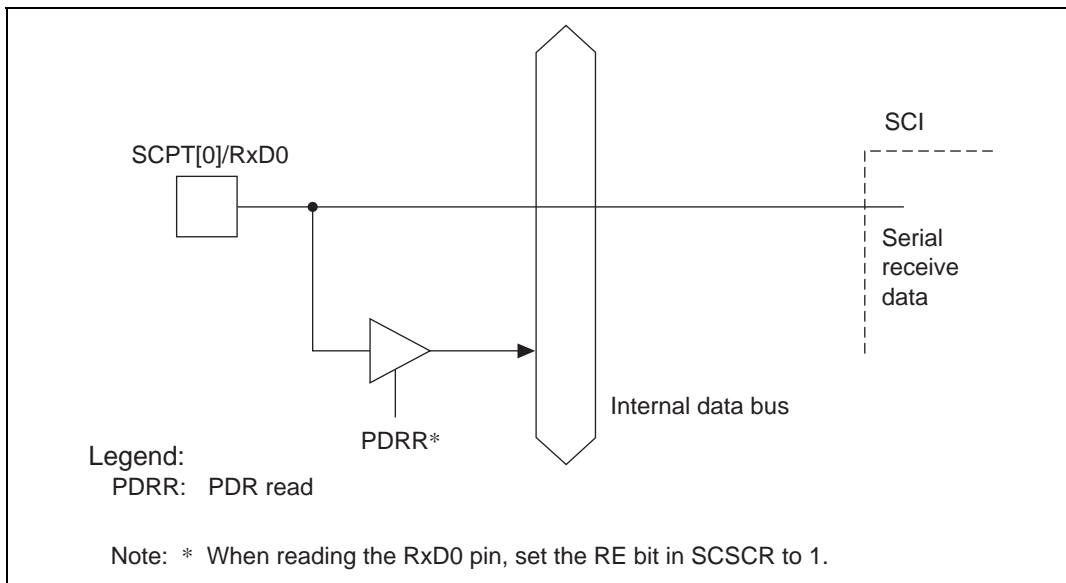 SCI
SCPT[0]/RxD0
Serial
receive
data
Internal data bus
PDRR*
Legend:
PDRR: PDR read
Note: * When reading the RxD0 pin, set the RE bit in SCSCR to 1.